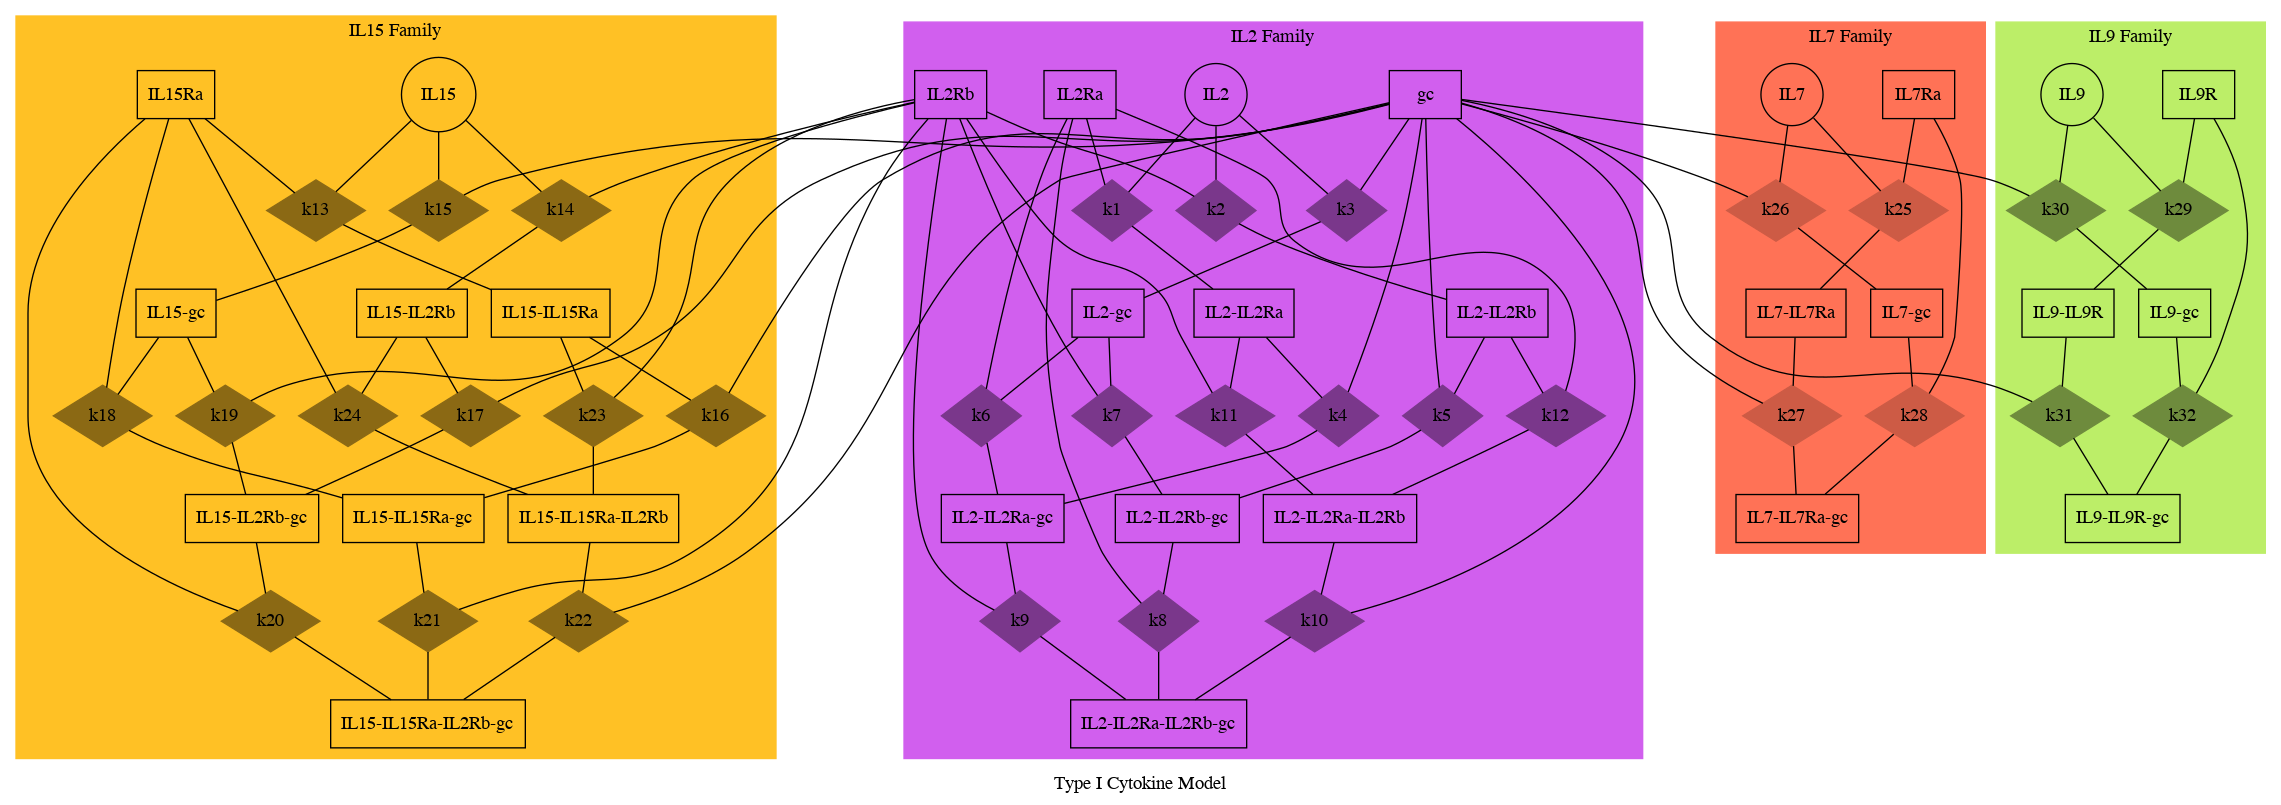 IL15 Family
IL2 Family
IL7 Family
IL9 Family
IL15Ra
IL15
IL2Rb
IL2Ra
IL2
gc
IL7
IL7Ra
IL9
IL9R
k13
k15
k14
k1
k2
k3
k26
k25
k30
k29
IL15-gc
IL15-IL2Rb
IL15-IL15Ra
IL2-gc
IL2-IL2Ra
IL2-IL2Rb
IL7-IL7Ra
IL7-gc
IL9-IL9R
IL9-gc
k18
k19
k24
k17
k23
k16
k6
k7
k11
k4
k5
k12
k27
k28
k31
k32
IL15-IL2Rb-gc
IL15-IL15Ra-gc
IL15-IL15Ra-IL2Rb
IL2-IL2Ra-gc
IL2-IL2Rb-gc
IL2-IL2Ra-IL2Rb
IL7-IL7Ra-gc
IL9-IL9R-gc
k20
k21
k22
k9
k8
k10
IL15-IL15Ra-IL2Rb-gc
IL2-IL2Ra-IL2Rb-gc
Type I Cytokine Model